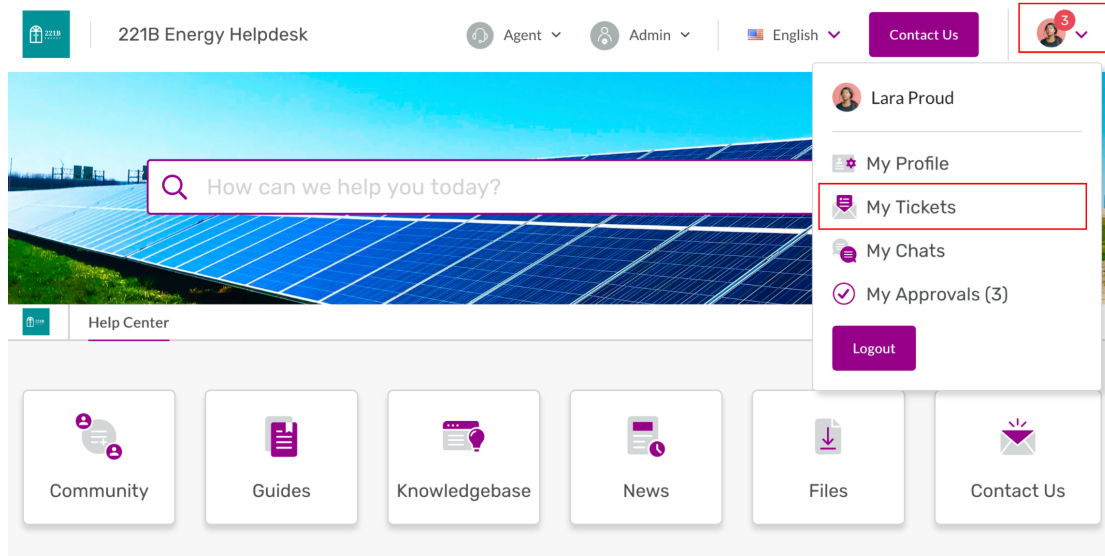 221B
221B Energy Helpdesk
Agent
Admin
English
Contact Us
3
Lara Proud
My Profile
My Tickets
My Chats
My Approvals (3)
Logout
How can we help you today?
Help Center
Community
Guides
Knowledgebase
News
Files
Contact Us